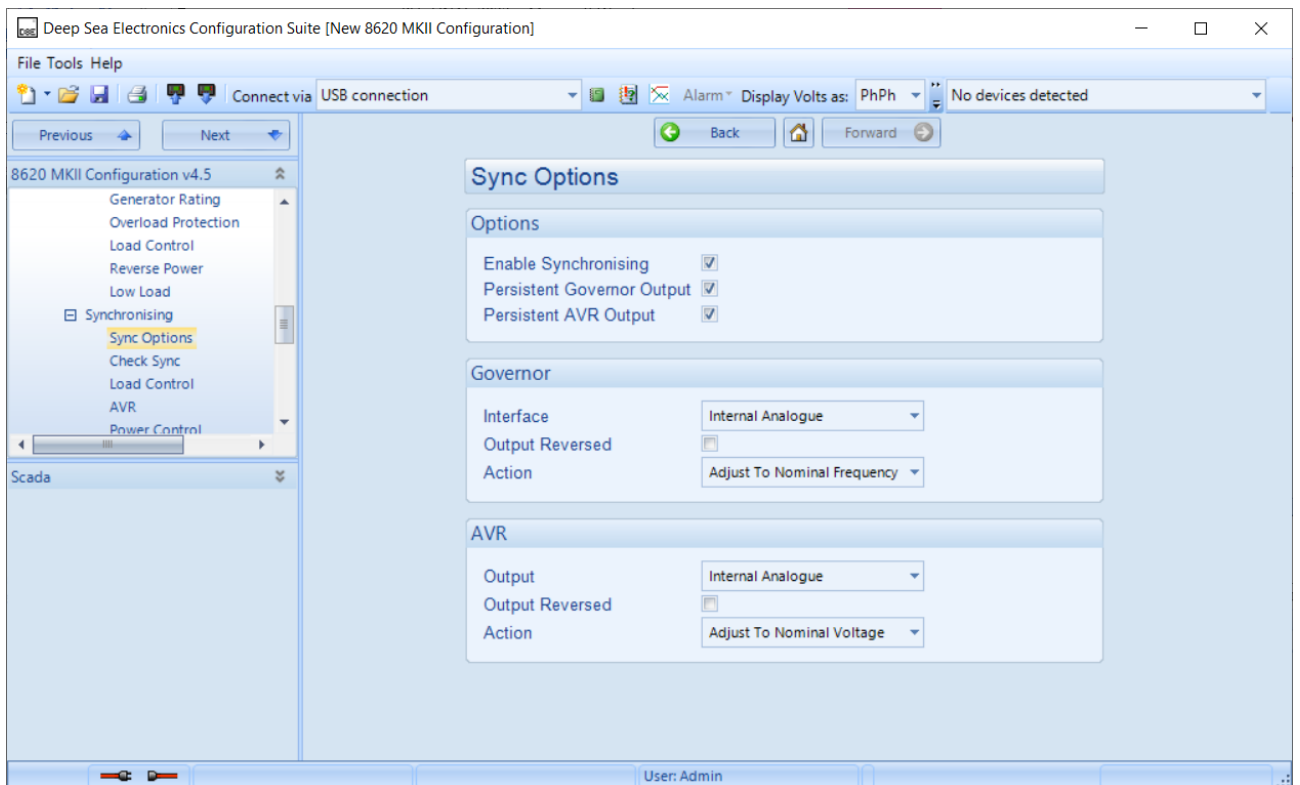 DSE Deep Sea Electronics Configuration Suite [New 8620 MKII Configuration]
File Tools Help
Connect via USB connection Alarm Display Volts as: PhPh No devices detected
Previous Next
Back Forward
8620 MKII Configuration v4.5
Generator Rating
Overload Protection
Load Control
Reverse Power
Low Load
Synchronising
Sync Options
Check Sync
Load Control
AVR
Power Control
Scada
Sync Options
Options
Enable Synchronising
Persistent Governor Output
Persistent AVR Output
Governor
Interface Internal Analogue
Output Reversed
Action Adjust To Nominal Frequency
AVR
Output Internal Analogue
Output Reversed
Action Adjust To Nominal Voltage
User: Admin